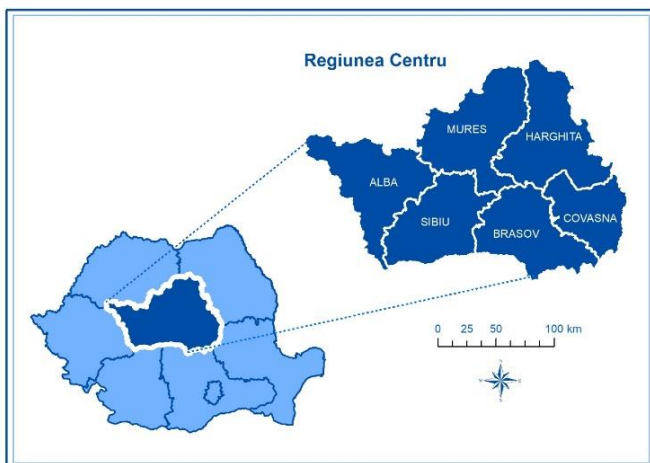 Regiunea Centru
MURES
HARGHITA
ALBA
SIBIU
BRASOV
COVASNA
0 25 50 100 km